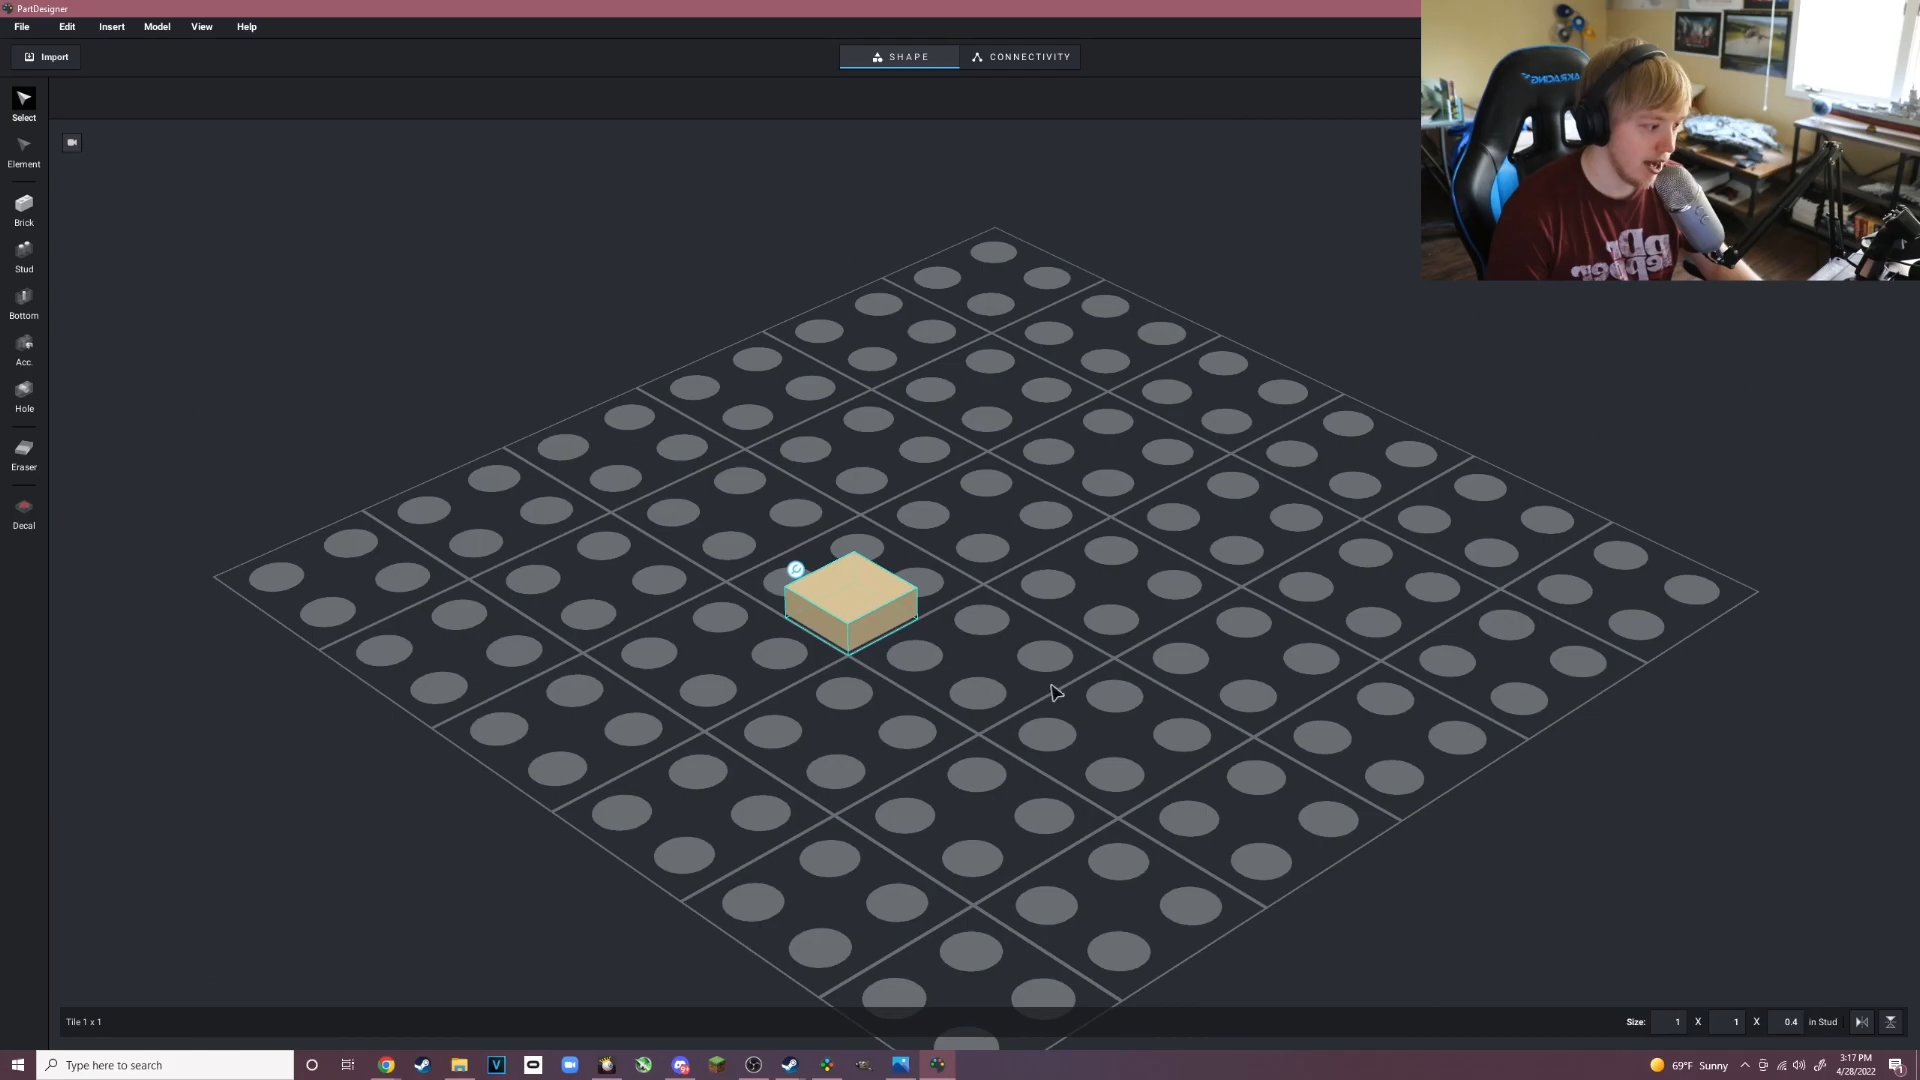 PartDesigner
File Edit Insert Model View Help
Import
SHAPE CONNECTIVITY
Select
Element
Brick
Stud
Bottom
Acc.
Hole
Eraser
Decal
AKRACING
Tile 1 x 1
Size: 1 X 1 X 0.4 in Stud
Type here to search
69°F Sunny
3:17 PM
4/28/2022